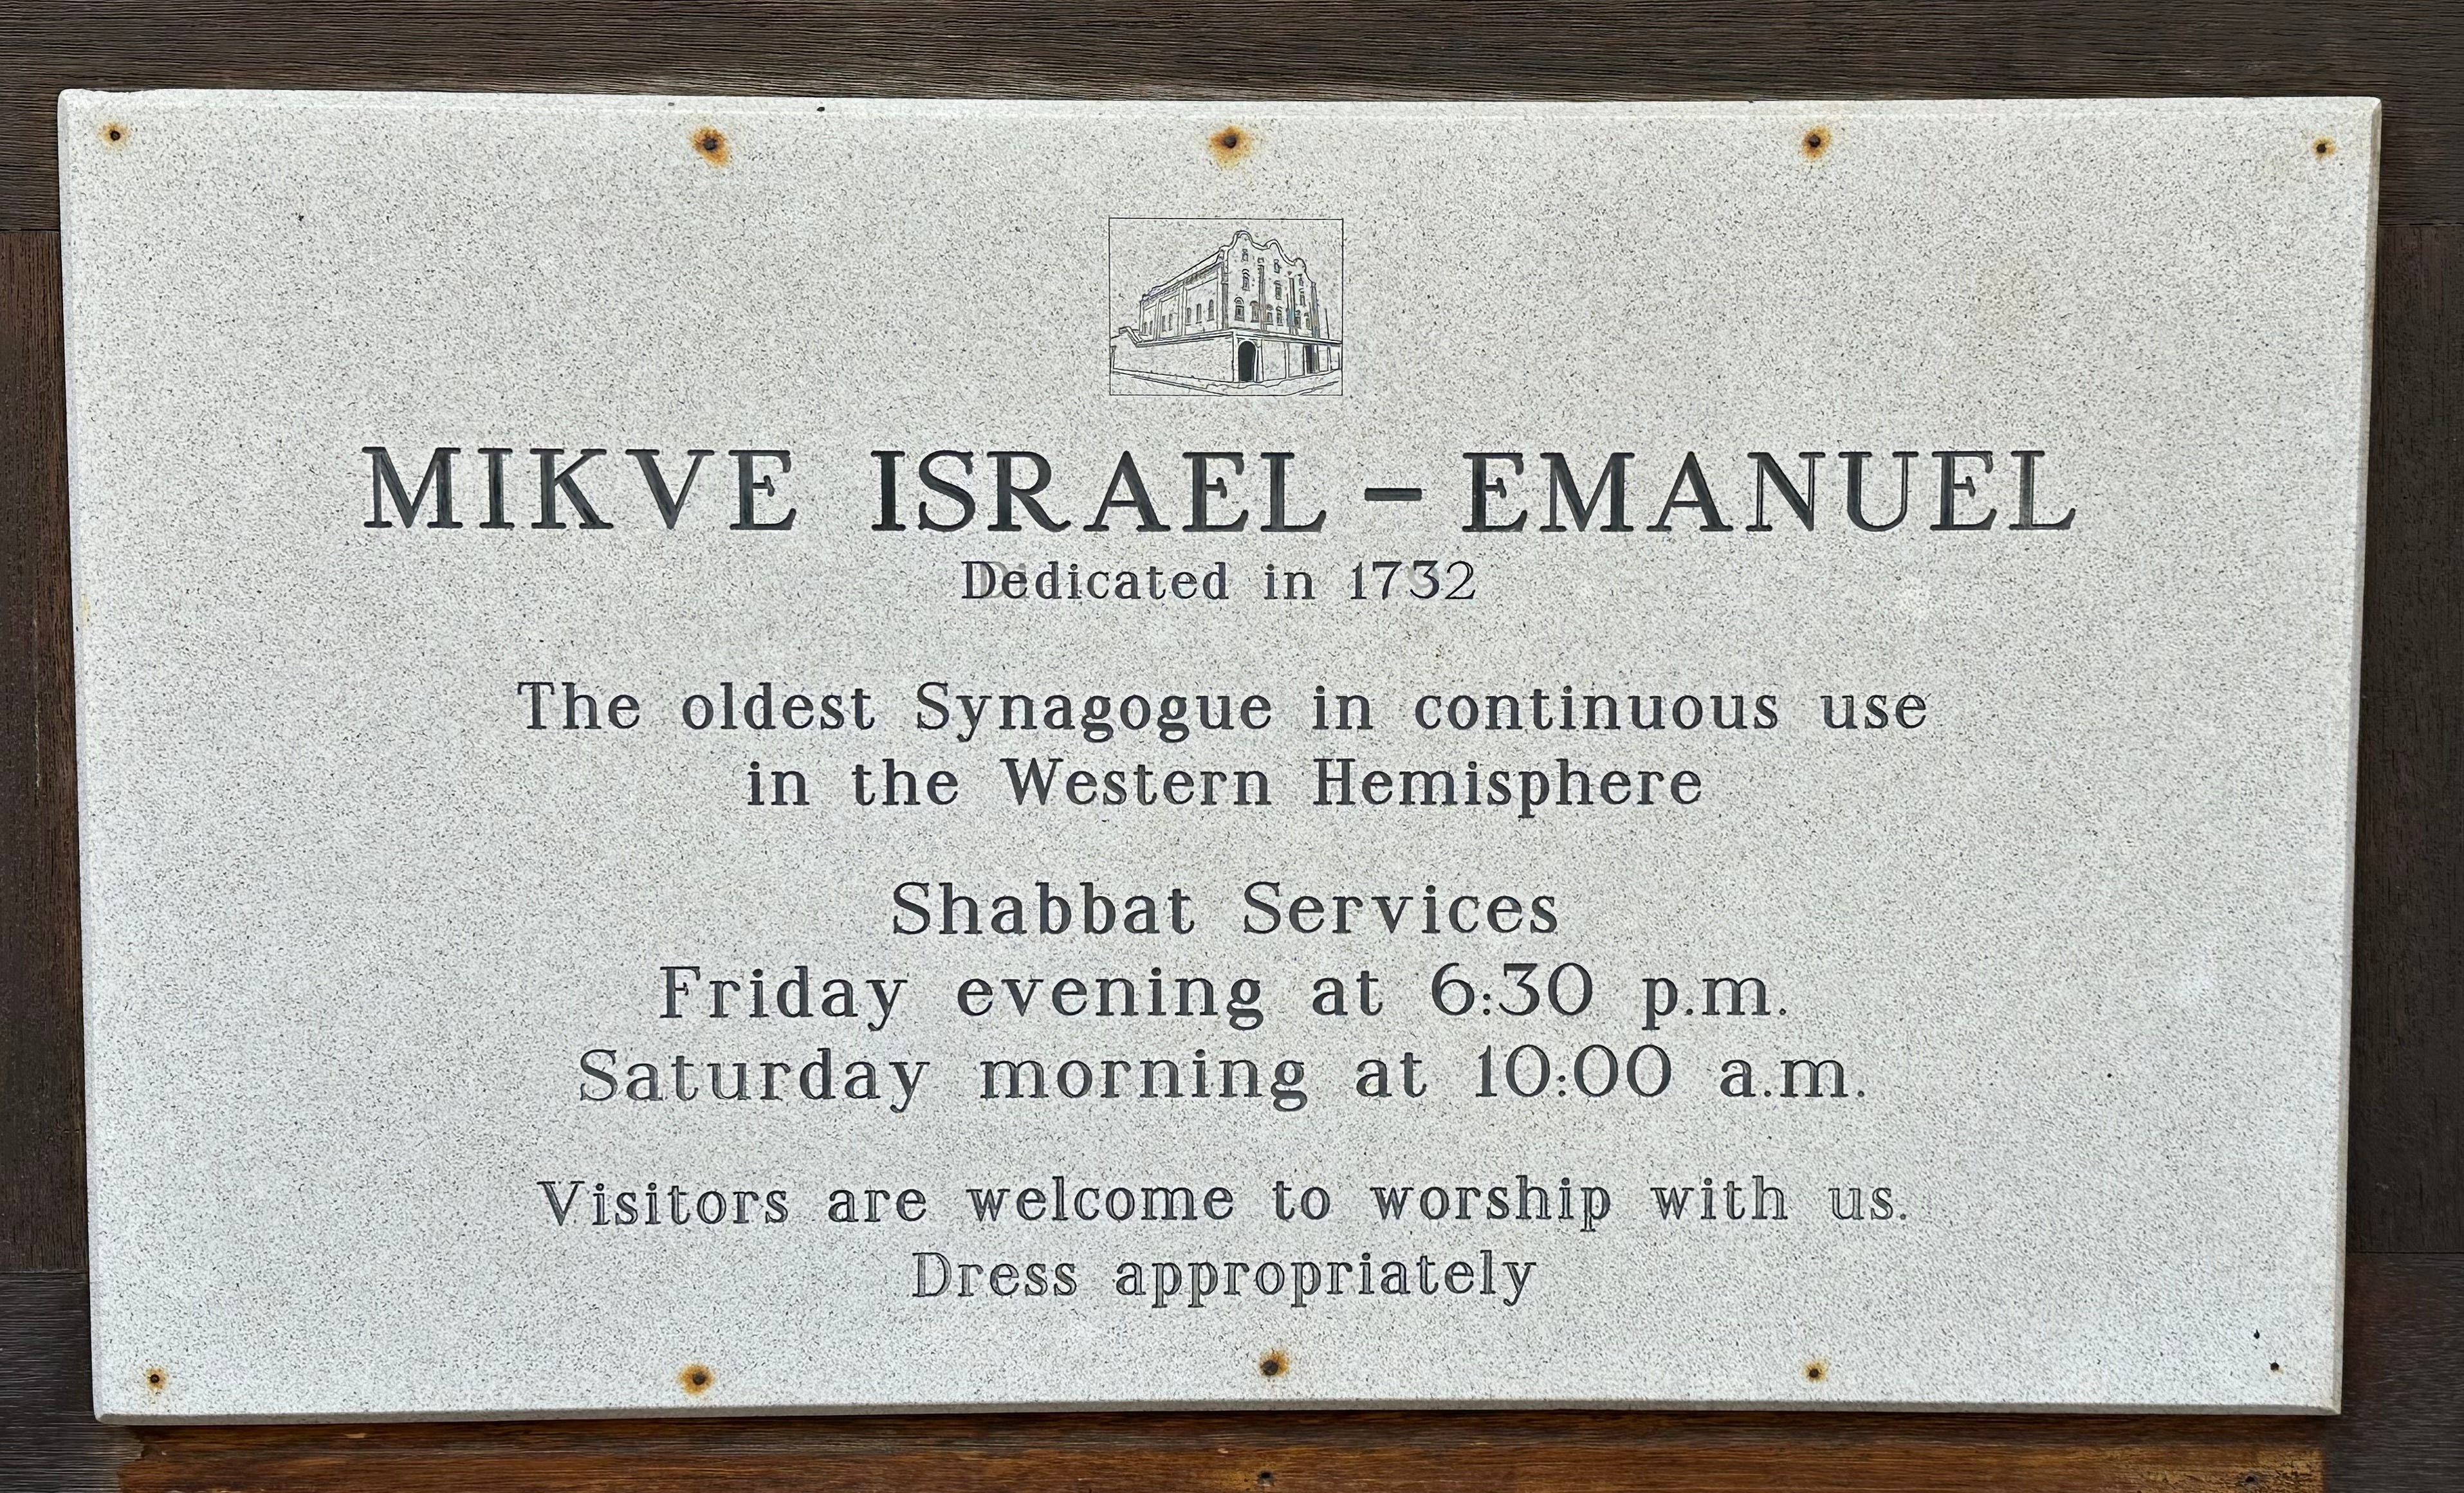 MIKVE ISRAEL - EMANUEL
Dedicated in 1732
The oldest Synagogue in continuous use
in the Western Hemisphere
Shabbat Services
Friday evening at 6:30 p.m.
Saturday morning at 10:00 a.m.
Visitors are welcome to worship with us.
Dress appropriately